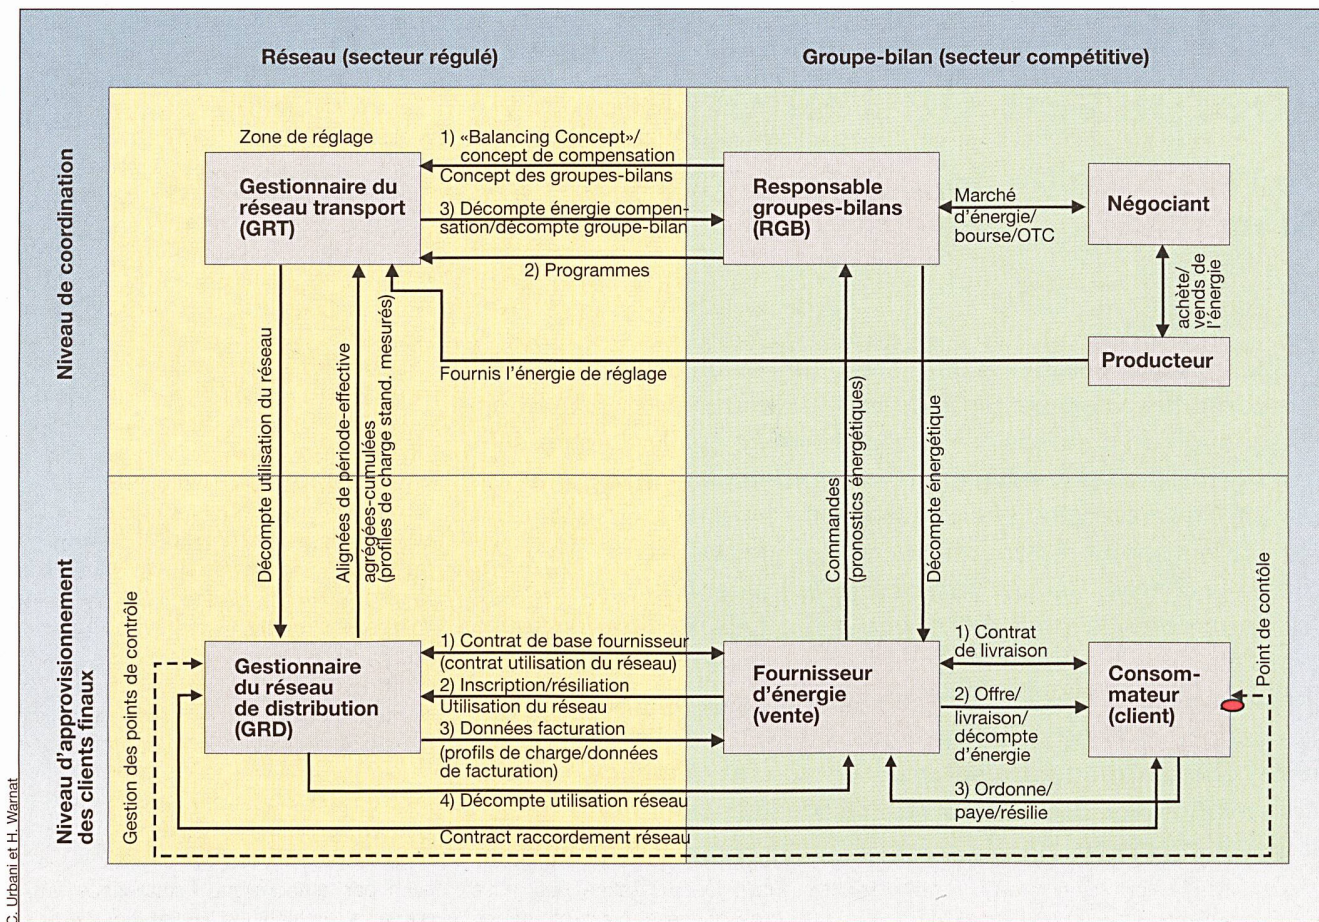 Réseau (secteur régulé)
Groupe-bilan (secteur compétitive)
Niveau de coordination
Zone de réglage
Gestionnaire du
réseau transport
(GRT)
1) «Balancing Concept»/
concept de compensation
Concept des groupes-bilans
3) Décompte énergie compen-
sation/décompte groupe-bilan
2) Programmes
Responsable
groupes-bilans
(RGB)
Marché
d'énergie/
bourse/OTC
Négociant
achète/
vends de
l'énergie
Producteur
Fournis l'énergie de réglage
Décompte utilisation du réseau
Alignées de période-effective
agrégées-cumulées
(profiles de charge stand. mesurés)
Commandes
(pronostics énergétiques)
Décompte énergétique
Niveau d'approvisionnement
des clients finaux
Gestion des points de contrôle
Gestionnaire
du réseau
de distribution
(GRD)
1) Contrat de base fournisseur
(contrat utilisation du réseau)
2) Inscription/résiliation
Utilisation du réseau
3) Données facturation
(profils de charge/données
de facturation)
4) Décompte utilisation réseau
Contract raccordement réseau
Fournisseur
d'énergie
(vente)
1) Contrat
de livraison
2) Offre/
livraison/
décompte
d'énergie
3) Ordonne/
paye/résilie
Consom-
mateur
(client)
Point de contôle
C. Urbani et H. Warnat